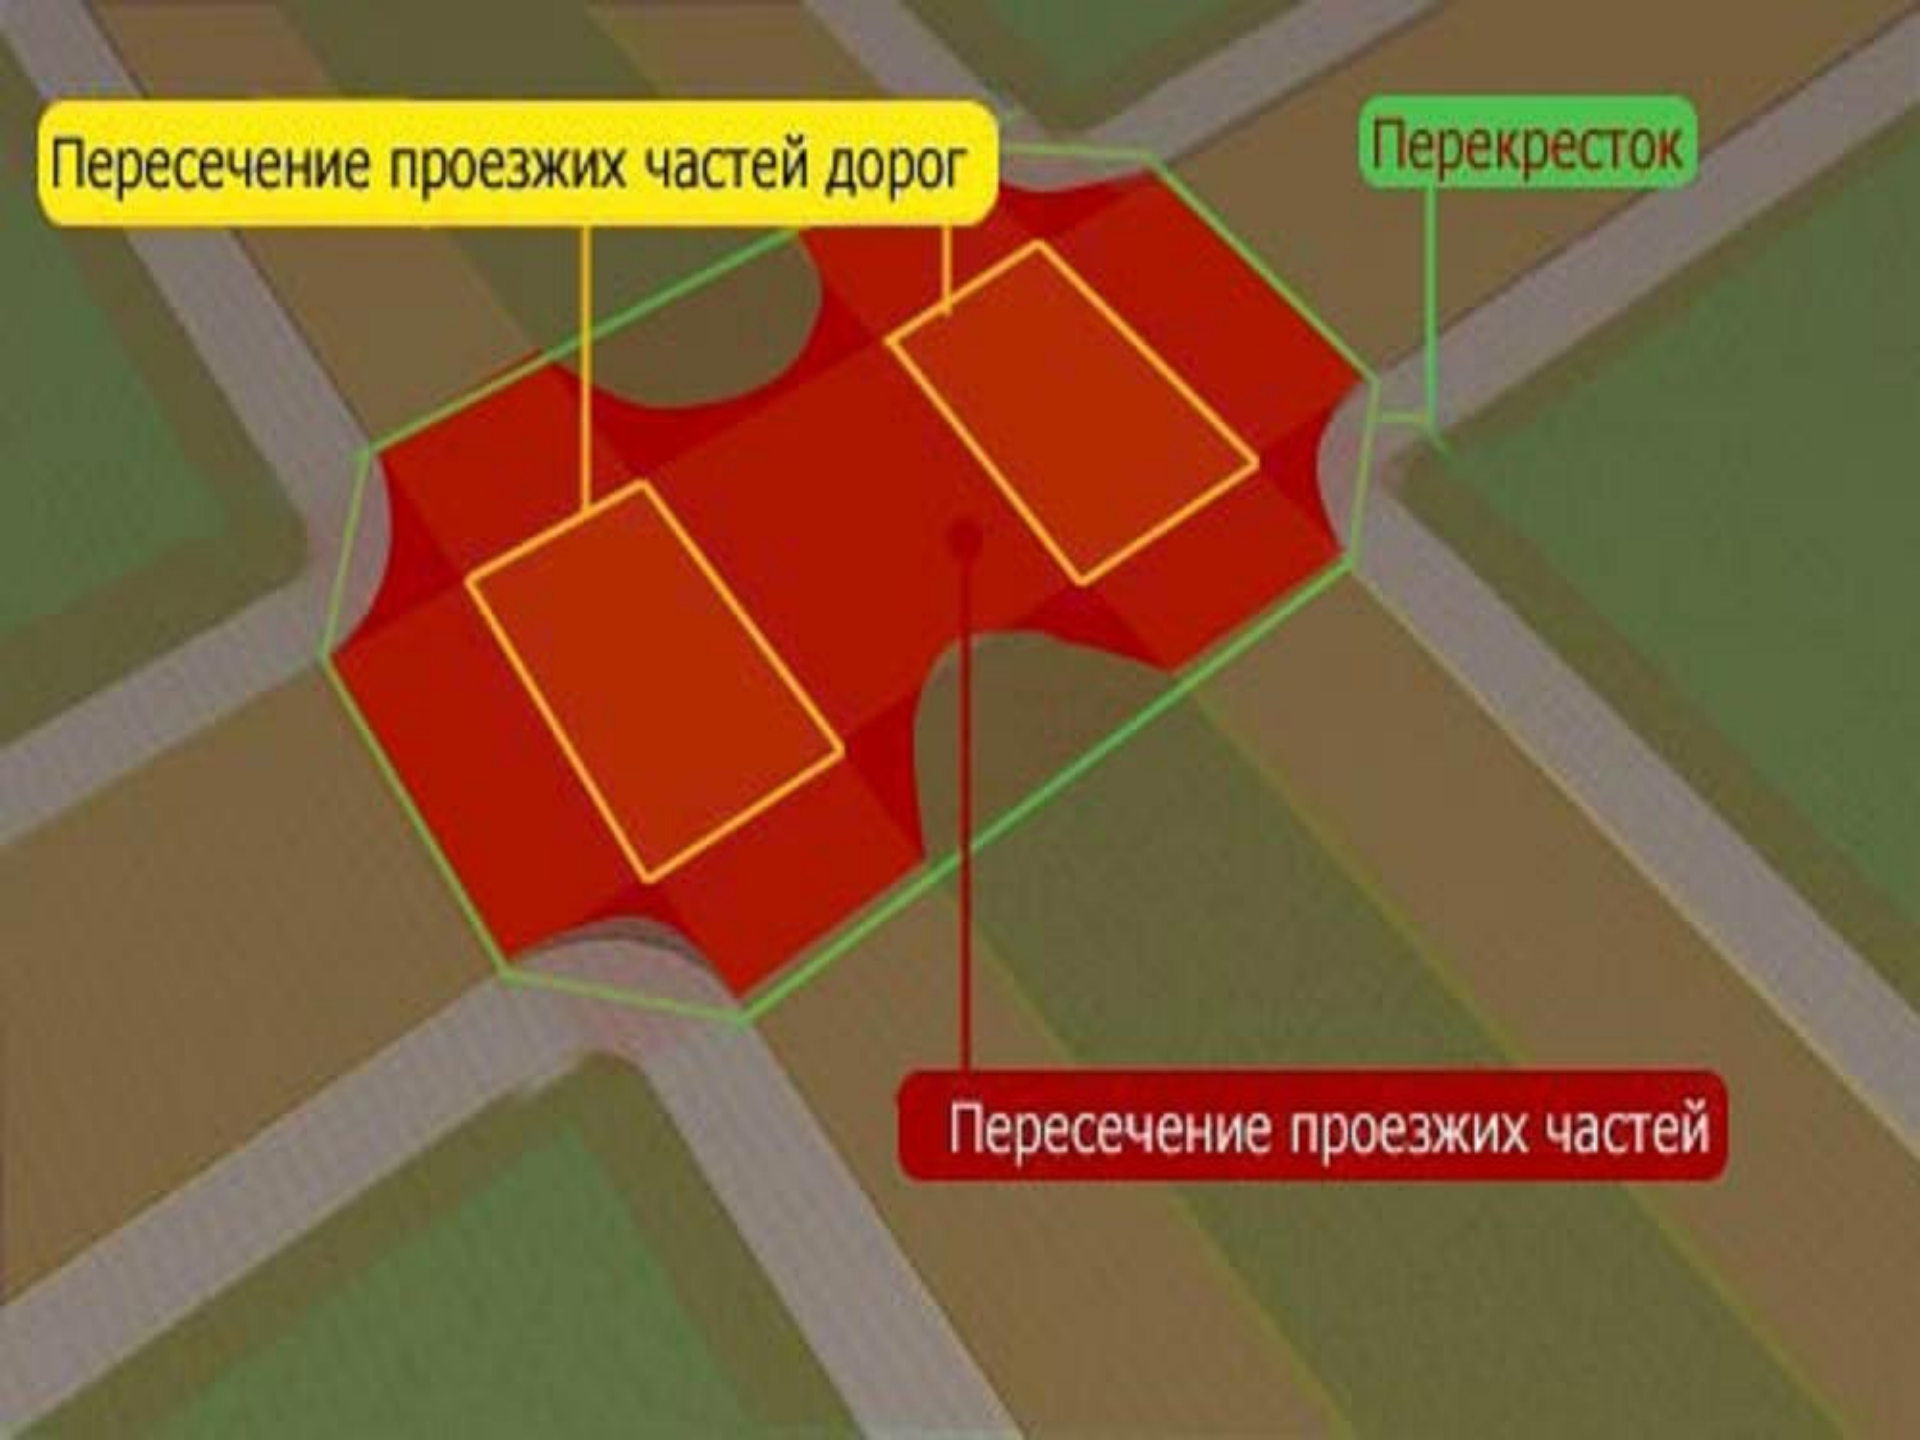 Пересечение проезжих частей дорог
Перекресток
Пересечение проезжих частей